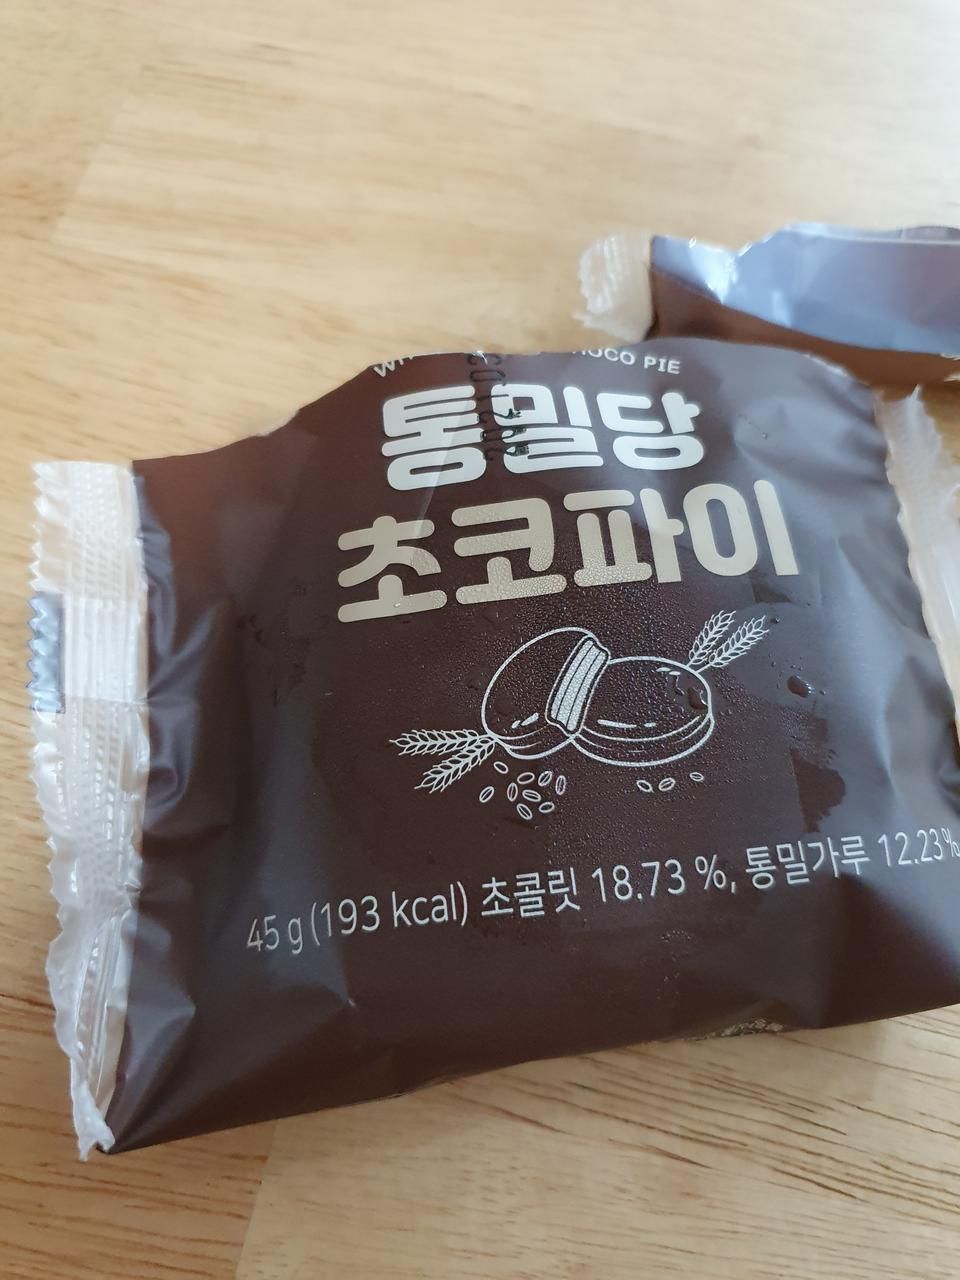 CHOCO PIE
통밀당
초코파이
45 g (193 kcal) 초콜릿 18.73 %, 통밀가루 12.23%